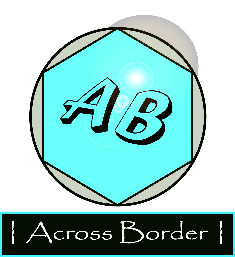 AB
| Across Border |